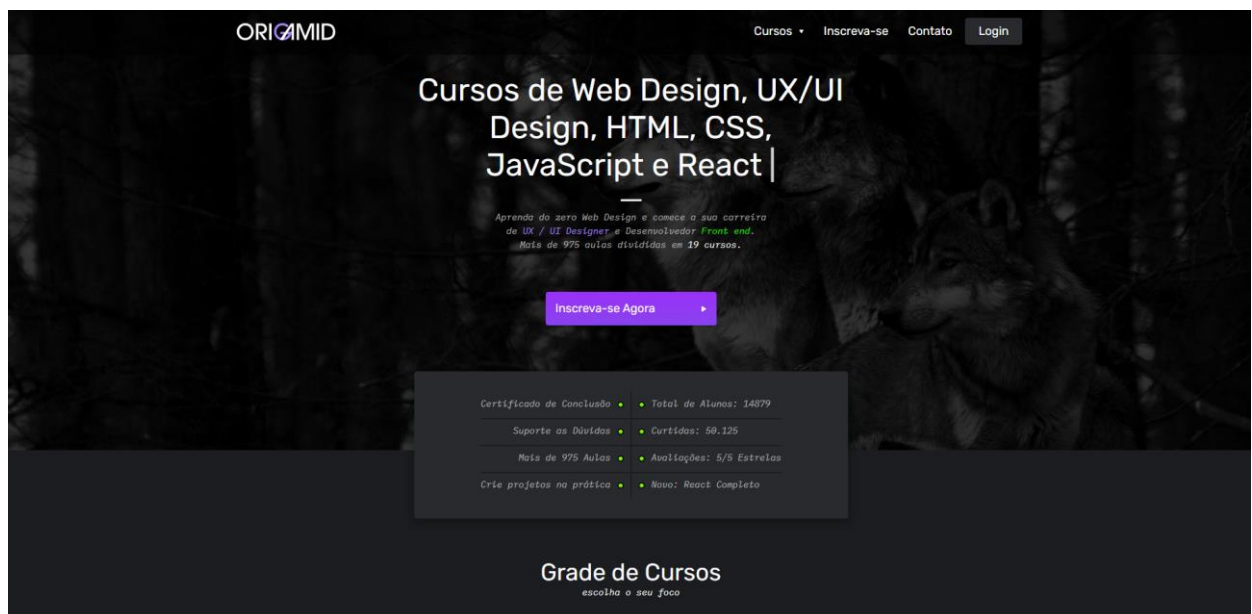 ORIGAMID
Cursos Inscreva-se Contato Login
Cursos de Web Design, UX/UI
Design, HTML, CSS,
JavaScript e React
Aprenda do zero Web Design e comece a sua carreira
de UX / UI Designer e Desenvolvedor Front end.
Mais de 975 aulas divididas em 19 cursos.
Inscreva-se Agora
Certificado de Conclusão • • Total de Alunos: 14879
Suporte as Dúvidas • • Curtidas: 50.125
Mais de 975 Aulas • • Avaliações: 5/5 Estrelas
Crie projetos na prática • • Novo: React Completo
Grade de Cursos
escolha o seu foco